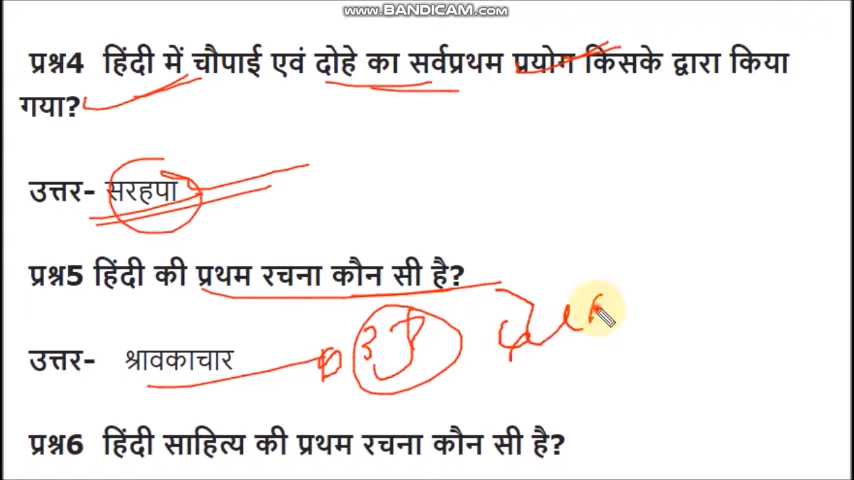 www.BANDICAM.com
प्रश्न4 हिंदी में चौपाई एवं दोहे का सर्वप्रथम प्रयोग किसके द्वारा किया
गया?
उत्तर- सरहपा
प्रश्न5 हिंदी की प्रथम रचना कौन सी है?
उत्तर- श्रावकाचार
प्रश्न6 हिंदी साहित्य की प्रथम रचना कौन सी है?